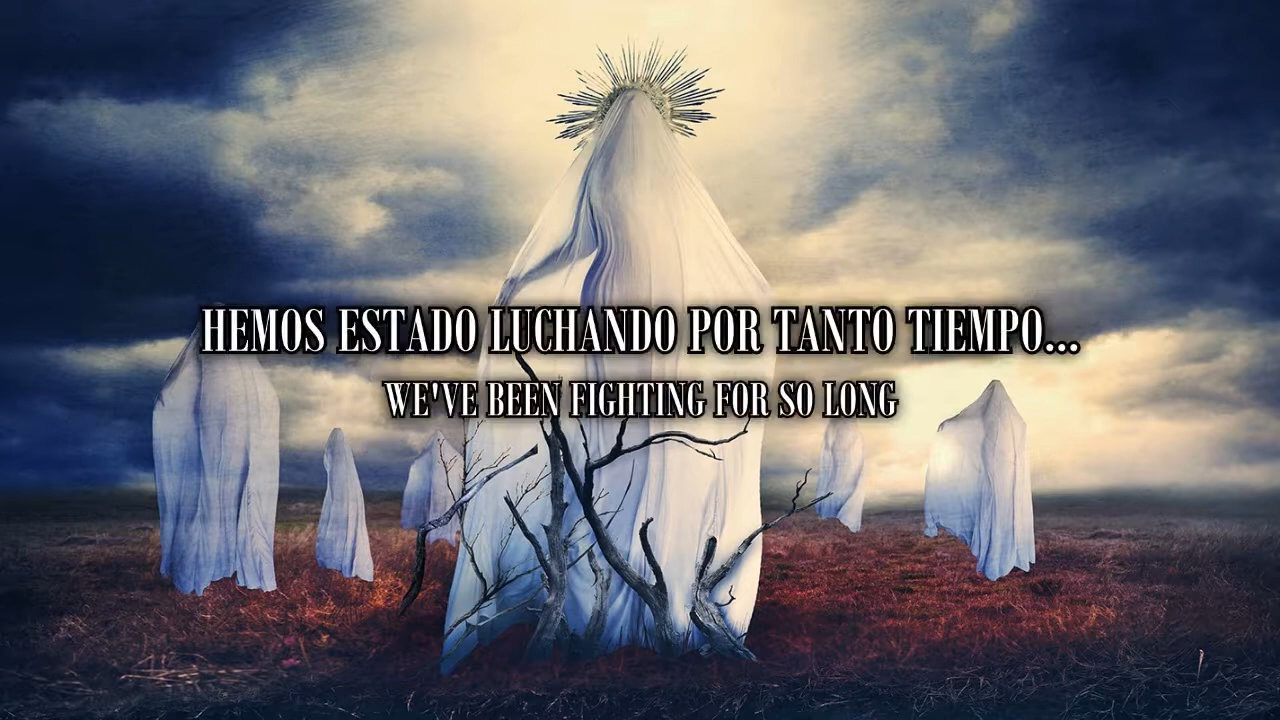 HEMOS ESTADO LUCHANDO POR TANTO TIEMPO...
WE'VE BEEN FIGHTING FOR SO LONG